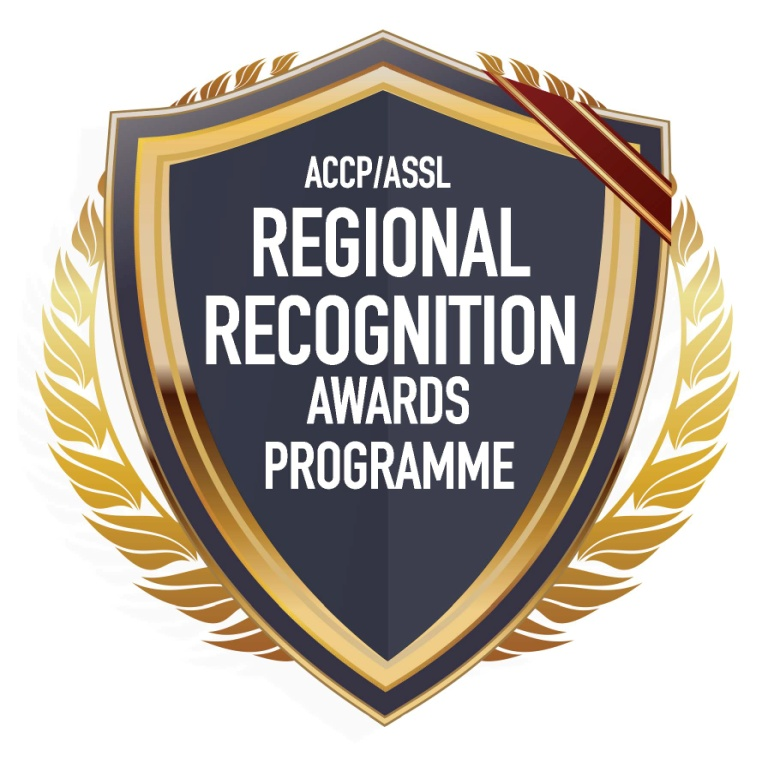 ACCP/ASSL
REGIONAL
RECOGNITION
AWARDS
PROGRAMME